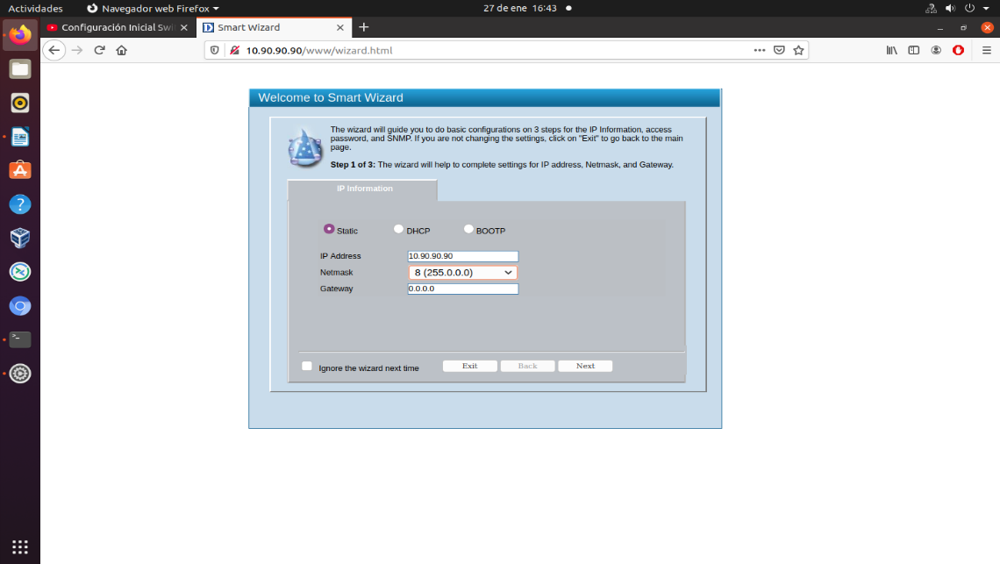 Actividades
Navegador web Firefox
27 de ene 16:43
Configuración Inicial Swi
Smart Wizard
10.90.90.90/www/wizard.html
Welcome to Smart Wizard
The wizard will guide you to do basic configurations on 3 steps for the IP Information, access
password, and SNMP. If you are not changing the settings, click on "Exit" to go back to the main
page.
Step 1 of 3: The wizard will help to complete settings for IP address, Netmask, and Gateway.
IP Information
Static DHCP BOOTP
IP Address 10.90.90.90
Netmask 8 (255.0.0.0)
Gateway 0.0.0.0
Ignore the wizard next time Exit Back Next